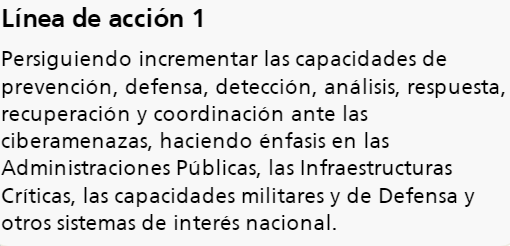 Línea de acción 1
Persiguiendo incrementar las capacidades de
prevención, defensa, detección, análisis, respuesta,
recuperación y coordinación ante las
ciberamenazas, haciendo énfasis en las
Administraciones Públicas, las Infraestructuras
Críticas, las capacidades militares y de Defensa y
otros sistemas de interés nacional.